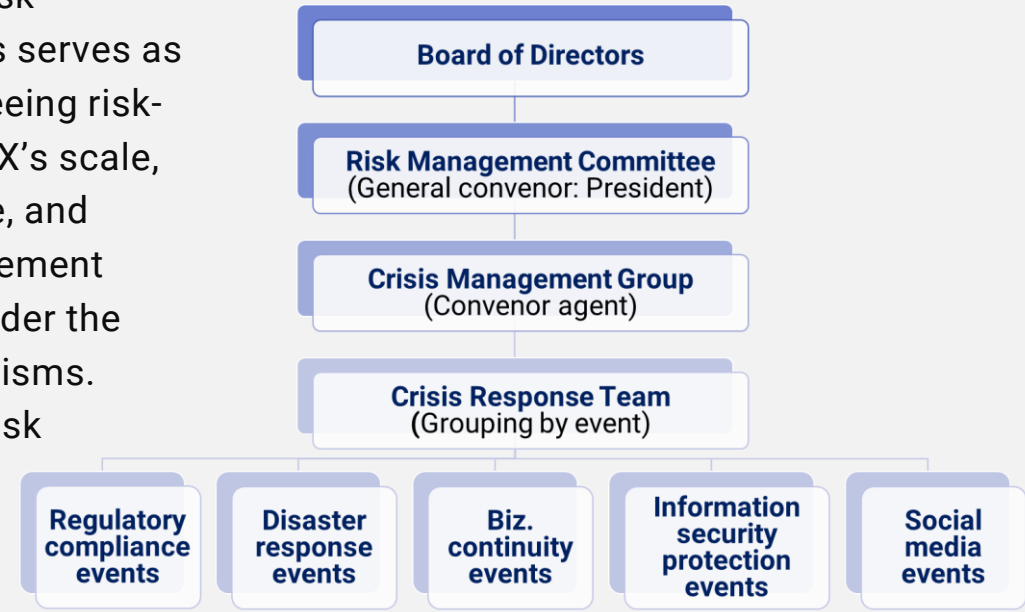 s serves as
eeing risk-
X’s scale,
e, and
ement
der the
isms.
sk
Board of Directors
Risk Management Committee
(General convenor: President)
Crisis Management Group
(Convenor agent)
Crisis Response Team
(Grouping by event)
Regulatory
compliance
events
Disaster
response
events
Biz.
continuity
events
Information
security
protection
events
Social
media
events